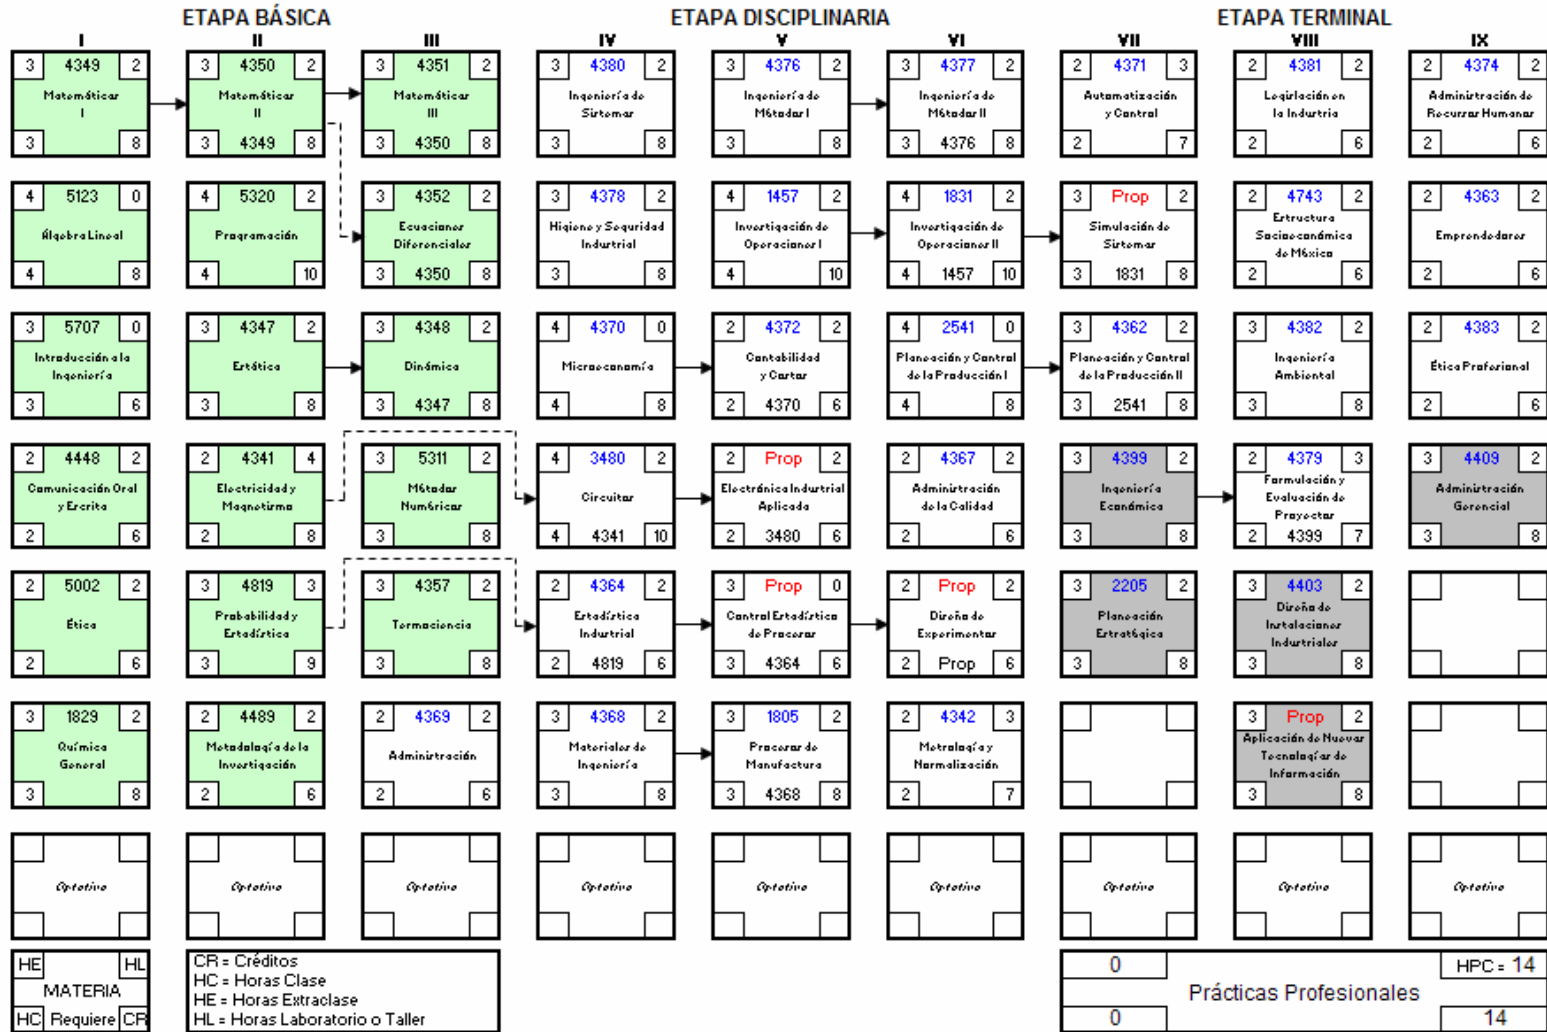 ETAPA BÁSICA ETAPA DISCIPLINARIA ETAPA TERMINAL
I II III IV V VI VII VIII IX
3 4349 2
Matemáticas
I
3 8
3 4350 2
Matemáticas
II
3 4349 8
3 4351 2
Matemáticas
III
3 4350 8
3 4380 2
Ingeniería de
Sistemas
3 8
3 4376 2
Ingeniería de
Métodos I
3 8
3 4377 2
Ingeniería de
Métodos II
3 4376 8
2 4371 3
Automatización
y Control
2 7
2 4381 2
Legislación en
la Industria
2 6
2 4374 2
Administración de
Recursos Humanos
2 6
4 5123 0
Álgebra Lineal
4 8
4 5320 2
Programación
4 10
3 4352 2
Ecuaciones
Diferenciales
3 4350 8
3 4378 2
Higiene y Seguridad
Industrial
3 8
4 1457 2
Investigación de
Operaciones I
4 10
4 1831 2
Investigación de
Operaciones II
4 1457 10
3 Prop 2
Simulación de
Sistemas
3 1831 8
2 4743 2
Estructura
Socioeconómica
de México
2 6
2 4363 2
Emprendedores
2 6
3 5707 0
Introducción a la
Ingeniería
3 6
3 4347 2
Estática
3 8
3 4348 2
Dinámica
3 4347 8
4 4370 0
Microeconomía
4 8
2 4372 2
Contabilidad
y Costos
2 4370 6
4 2541 0
Planeación y Control
de la Producción I
4 8
3 4362 2
Planeación y Control
de la Producción II
3 2541 8
3 4382 2
Ingeniería
Ambiental
3 8
2 4383 2
Ética Profesional
2 6
2 4448 2
Comunicación Oral
y Escrita
2 6
2 4341 4
Electricidad y
Magnetismo
2 8
3 5311 2
Métodos
Numéricos
3 8
4 3480 2
Circuitos
4 4341 10
2 Prop 2
Electrónica Industrial
Aplicada
2 3480 6
2 4367 2
Administración
de la Calidad
2 6
3 4399 2
Ingeniería
Económica
3 8
2 4379 3
Formulación y
Evaluación de
Proyectos
2 4399 7
3 4409 2
Administración
Gerencial
3 8
2 5002 2
Ética
2 6
3 4819 3
Probabilidad y
Estadística
3 9
3 4357 2
Termociencia
3 8
2 4364 2
Estadística
Industrial
2 4819 6
3 Prop 0
Control Estadístico
de Procesos
3 4364 6
2 Prop 2
Diseño de
Experimentos
2 Prop 6
3 2205 2
Planeación
Estratégica
3 8
3 4403 2
Diseño de
Instalaciones
Industriales
3 8
3 1829 2
Química
General
3 8
2 4489 2
Metodología de la
Investigación
2 6
2 4369 2
Administración
2 6
3 4368 2
Materiales de
Ingeniería
3 8
3 1805 2
Procesos de
Manufactura
3 4368 8
2 4342 3
Metrología y
Normalización
2 7
3 Prop 2
Aplicación de Nuevas
Tecnologías de
Información
3 8
Optativa Optativa Optativa Optativa Optativa Optativa Optativa Optativa Optativa
HE HL
MATERIA
HC Requiere CR
CR = Créditos
HC = Horas Clase
HE = Horas Extraclase
HL = Horas Laboratorio o Taller
0 HPC = 14
Prácticas Profesionales
0 14